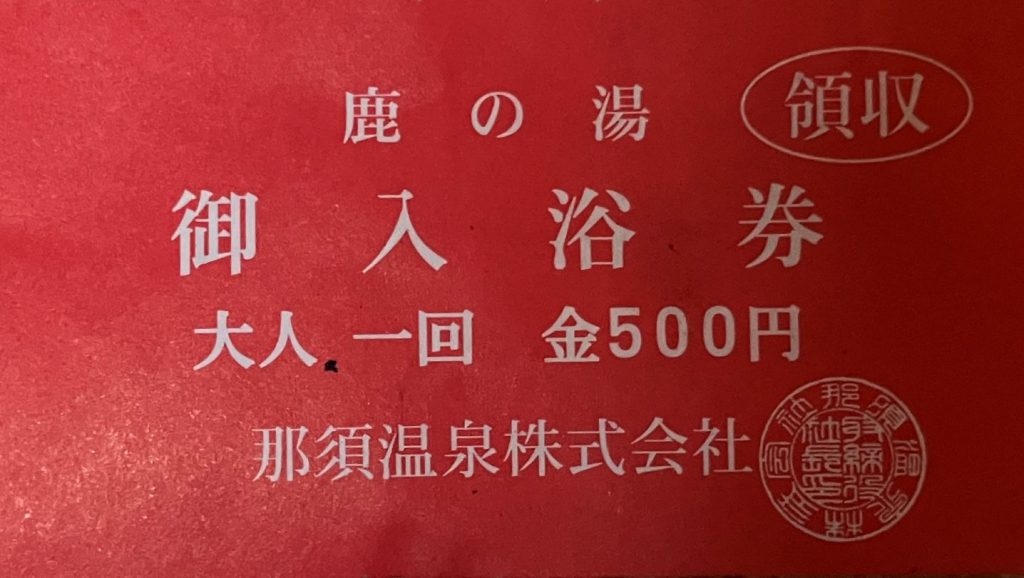 鹿の湯
領収
御入浴券
大人 一回 金500円
那須温泉株式会社